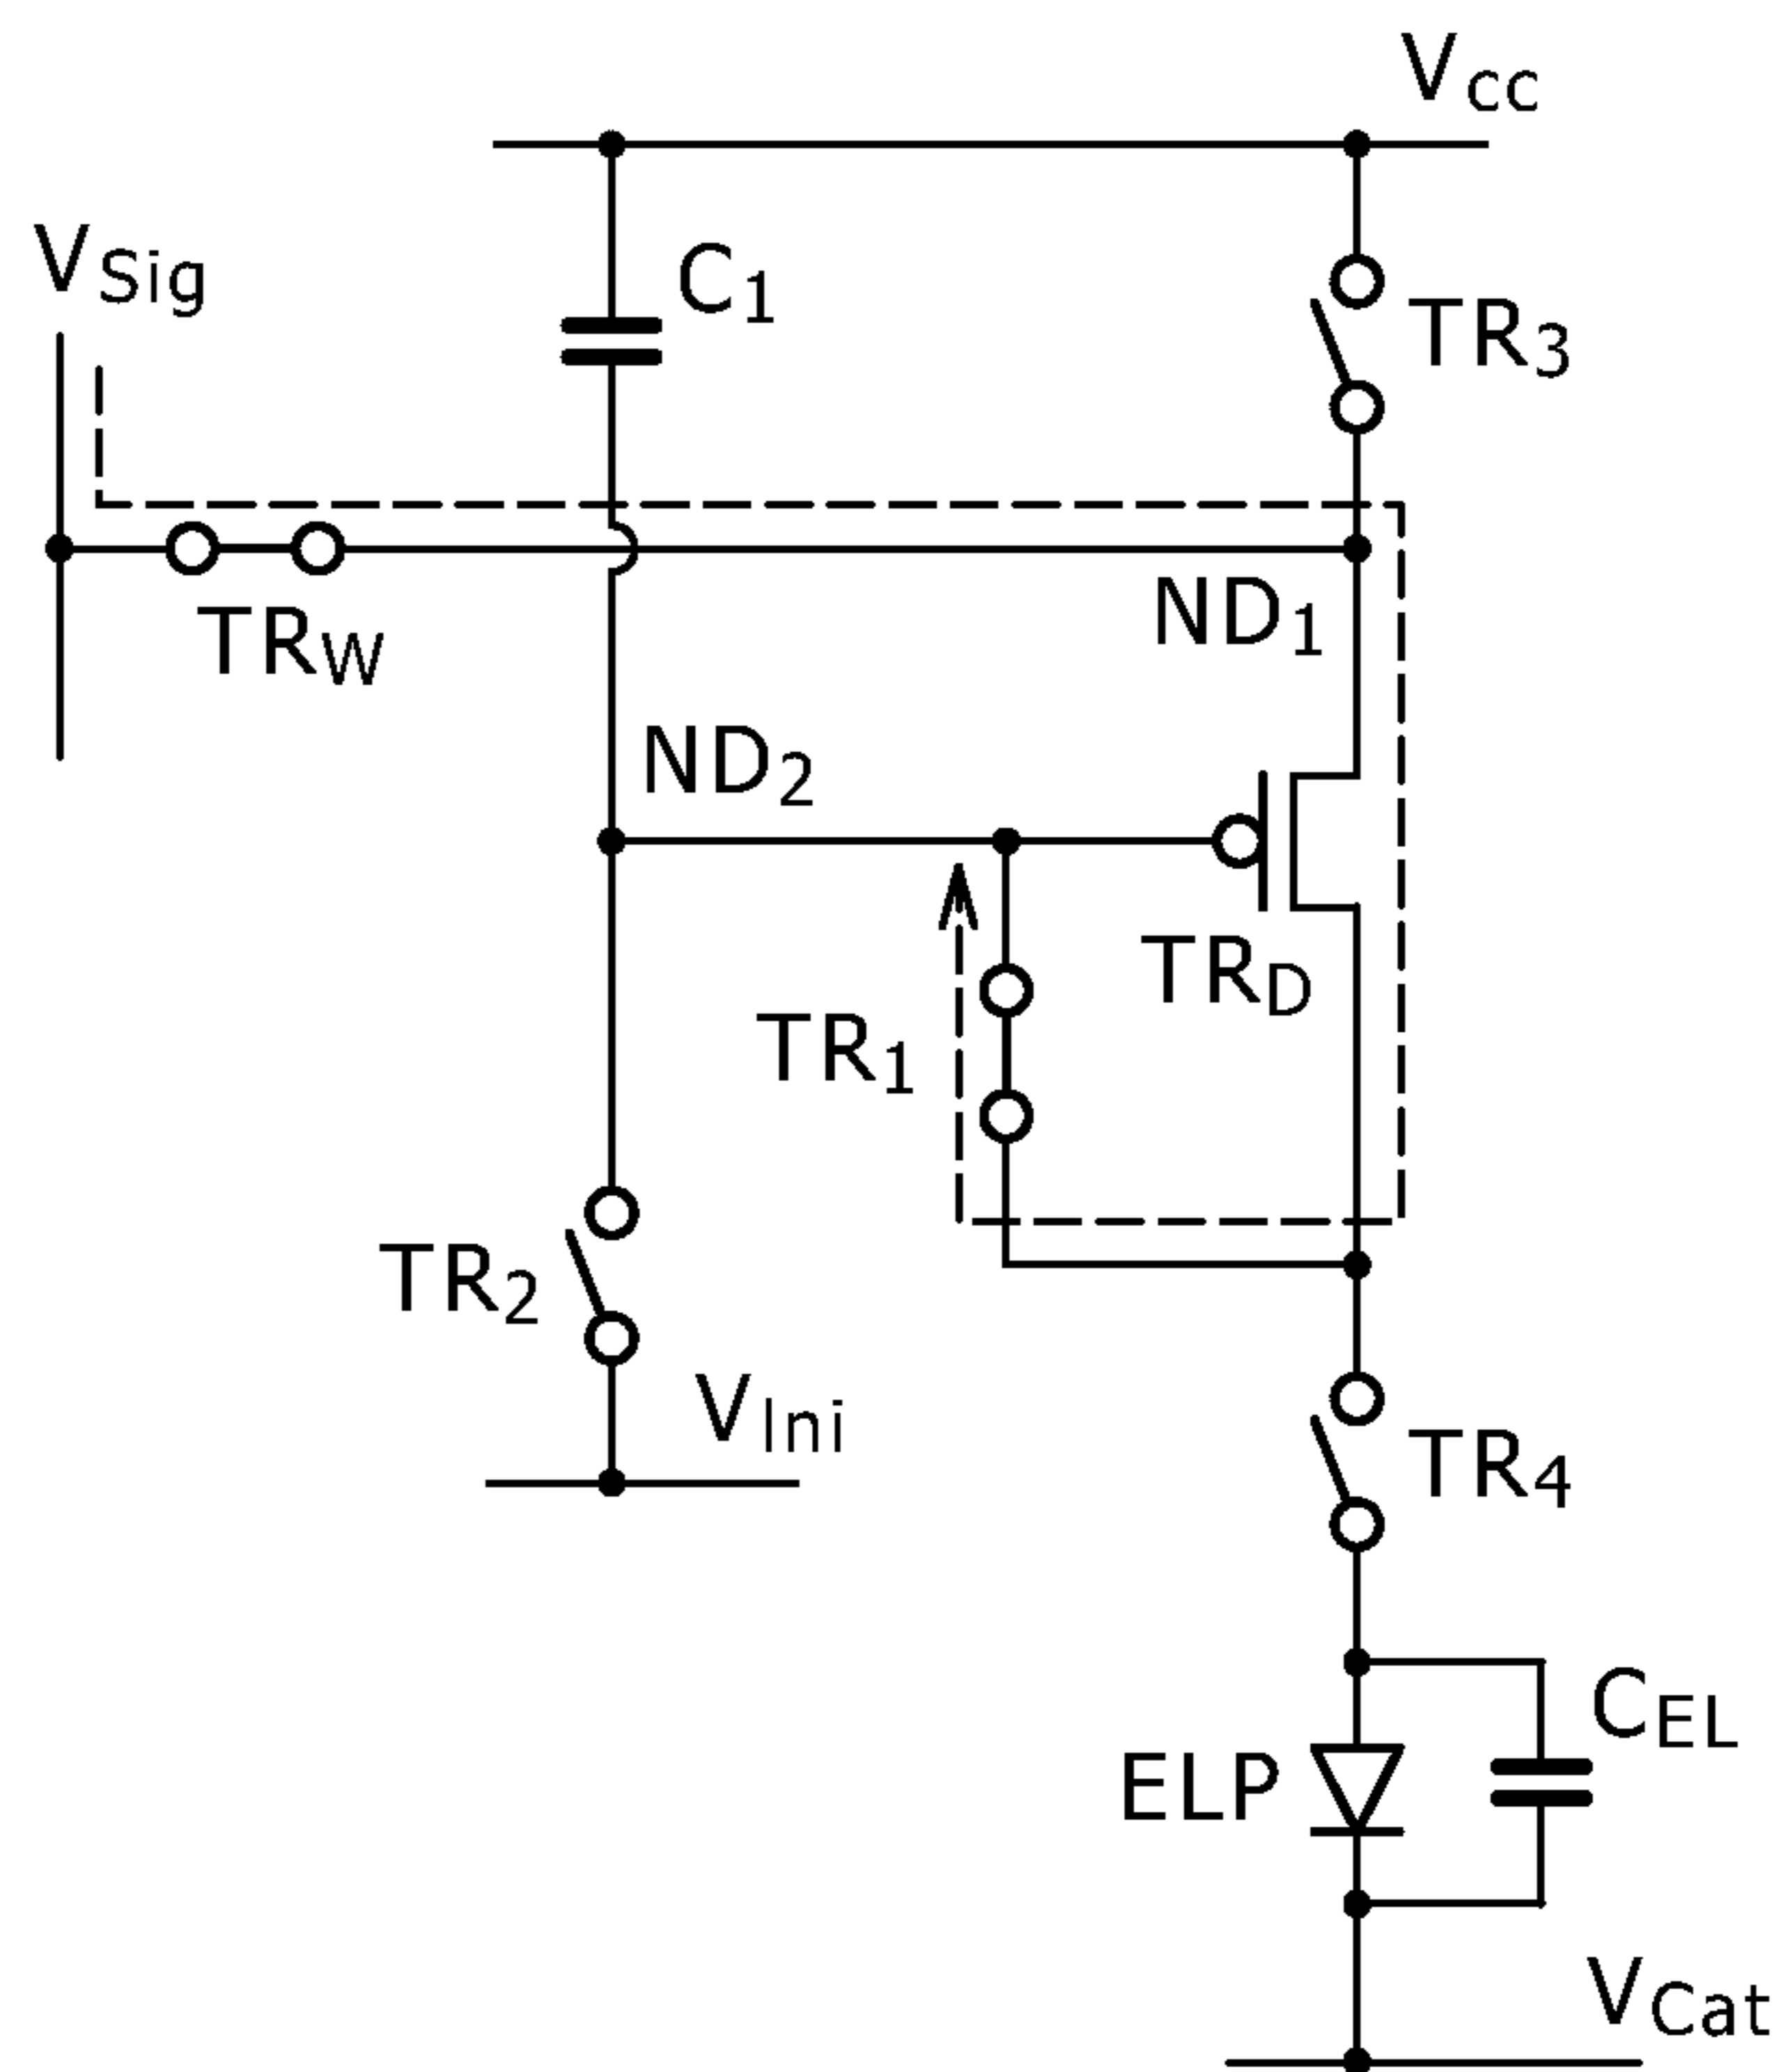 Vcc
VSig
C1
TR3
TRW
ND1
ND2
TRD
TR1
TR2
VIni
TR4
CEL
ELP
VCat